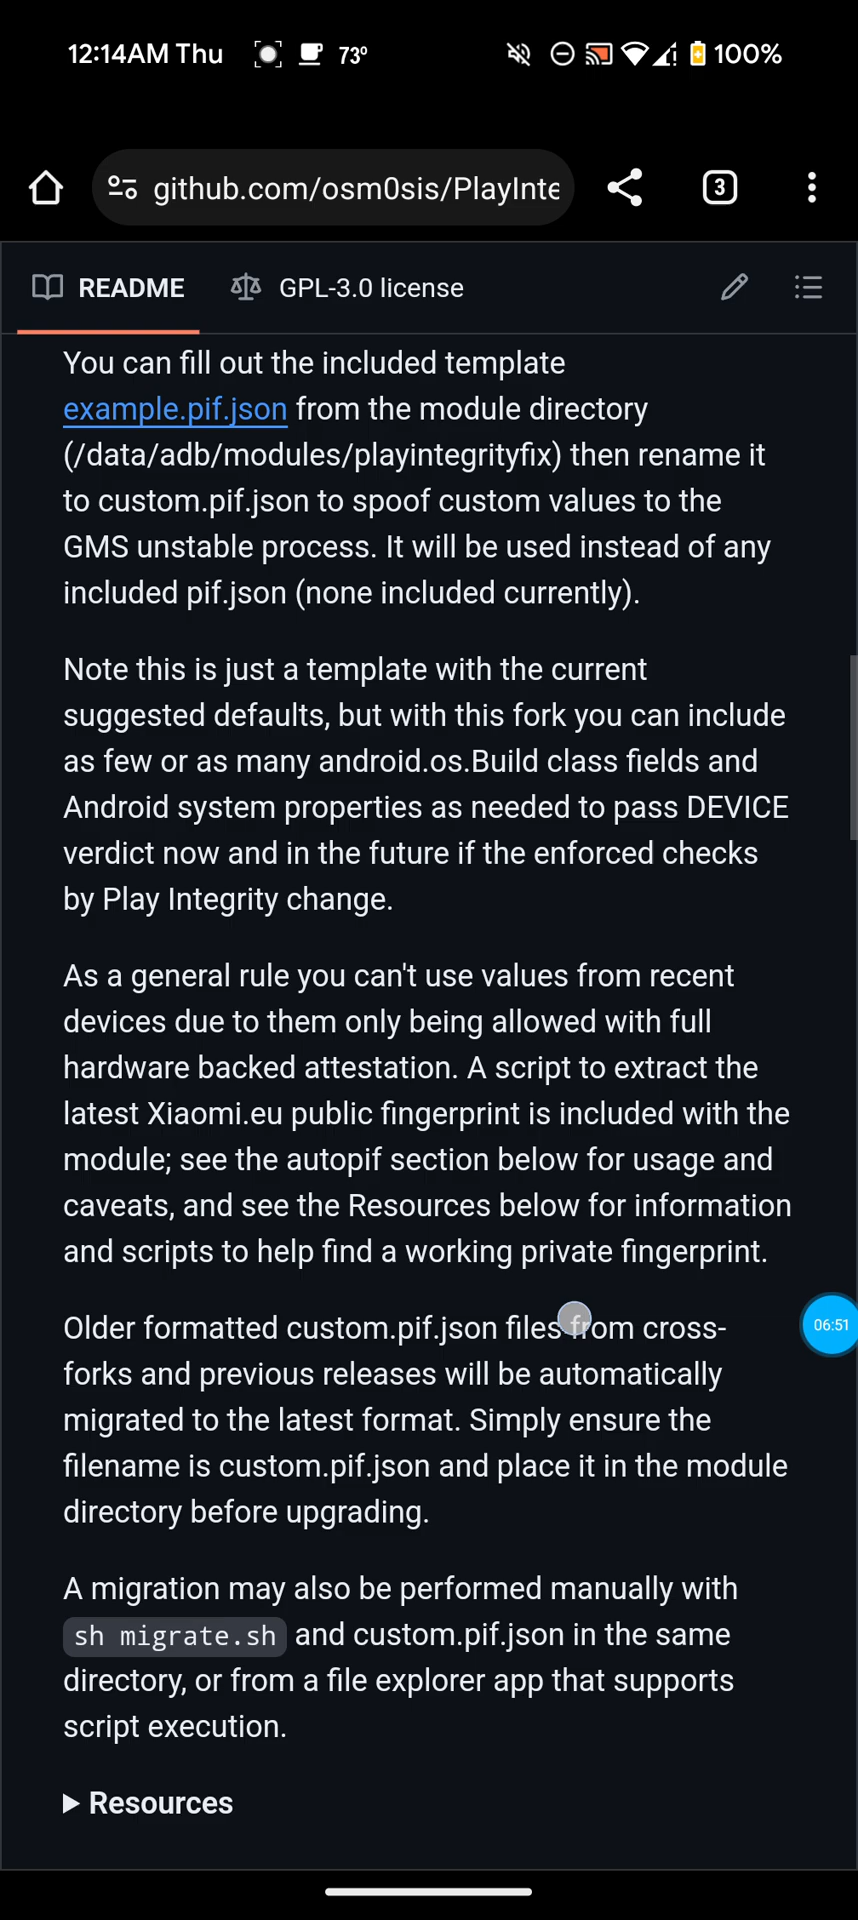 12:14AM Thu 73° 100%
github.com/osm0sis/PlayInte 3
README GPL-3.0 license
You can fill out the included template
example.pif.json from the module directory
(/data/adb/modules/playintegrityfix) then rename it
to custom.pif.json to spoof custom values to the
GMS unstable process. It will be used instead of any
included pif.json (none included currently).
Note this is just a template with the current
suggested defaults, but with this fork you can include
as few or as many android.os.Build class fields and
Android system properties as needed to pass DEVICE
verdict now and in the future if the enforced checks
by Play Integrity change.
As a general rule you can't use values from recent
devices due to them only being allowed with full
hardware backed attestation. A script to extract the
latest Xiaomi.eu public fingerprint is included with the
module; see the autopif section below for usage and
caveats, and see the Resources below for information
and scripts to help find a working private fingerprint.
Older formatted custom.pif.json files from cross-
06:51
forks and previous releases will be automatically
migrated to the latest format. Simply ensure the
filename is custom.pif.json and place it in the module
directory before upgrading.
A migration may also be performed manually with
sh migrate.sh and custom.pif.json in the same
directory, or from a file explorer app that supports
script execution.
Resources